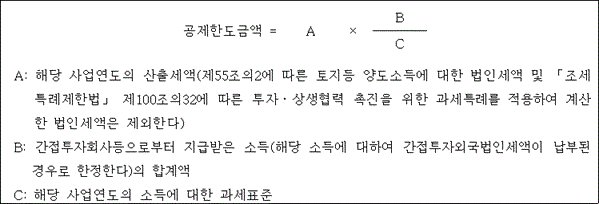 공제한도금액 = A × B
C
A: 해당 사업연도의 산출세액(제55조의2에 따른 토지등 양도소득에 대한 법인세액 및 「조세
특례제한법」 제100조의32에 따른 투자·상생협력 촉진을 위한 과세특례를 적용하여 계산
한 법인세액은 제외한다)
B: 간접투자회사등으로부터 지급받은 소득(해당 소득에 대하여 간접투자외국법인세액이 납부된
경우로 한정한다)의 합계액
C: 해당 사업연도의 소득에 대한 과세표준